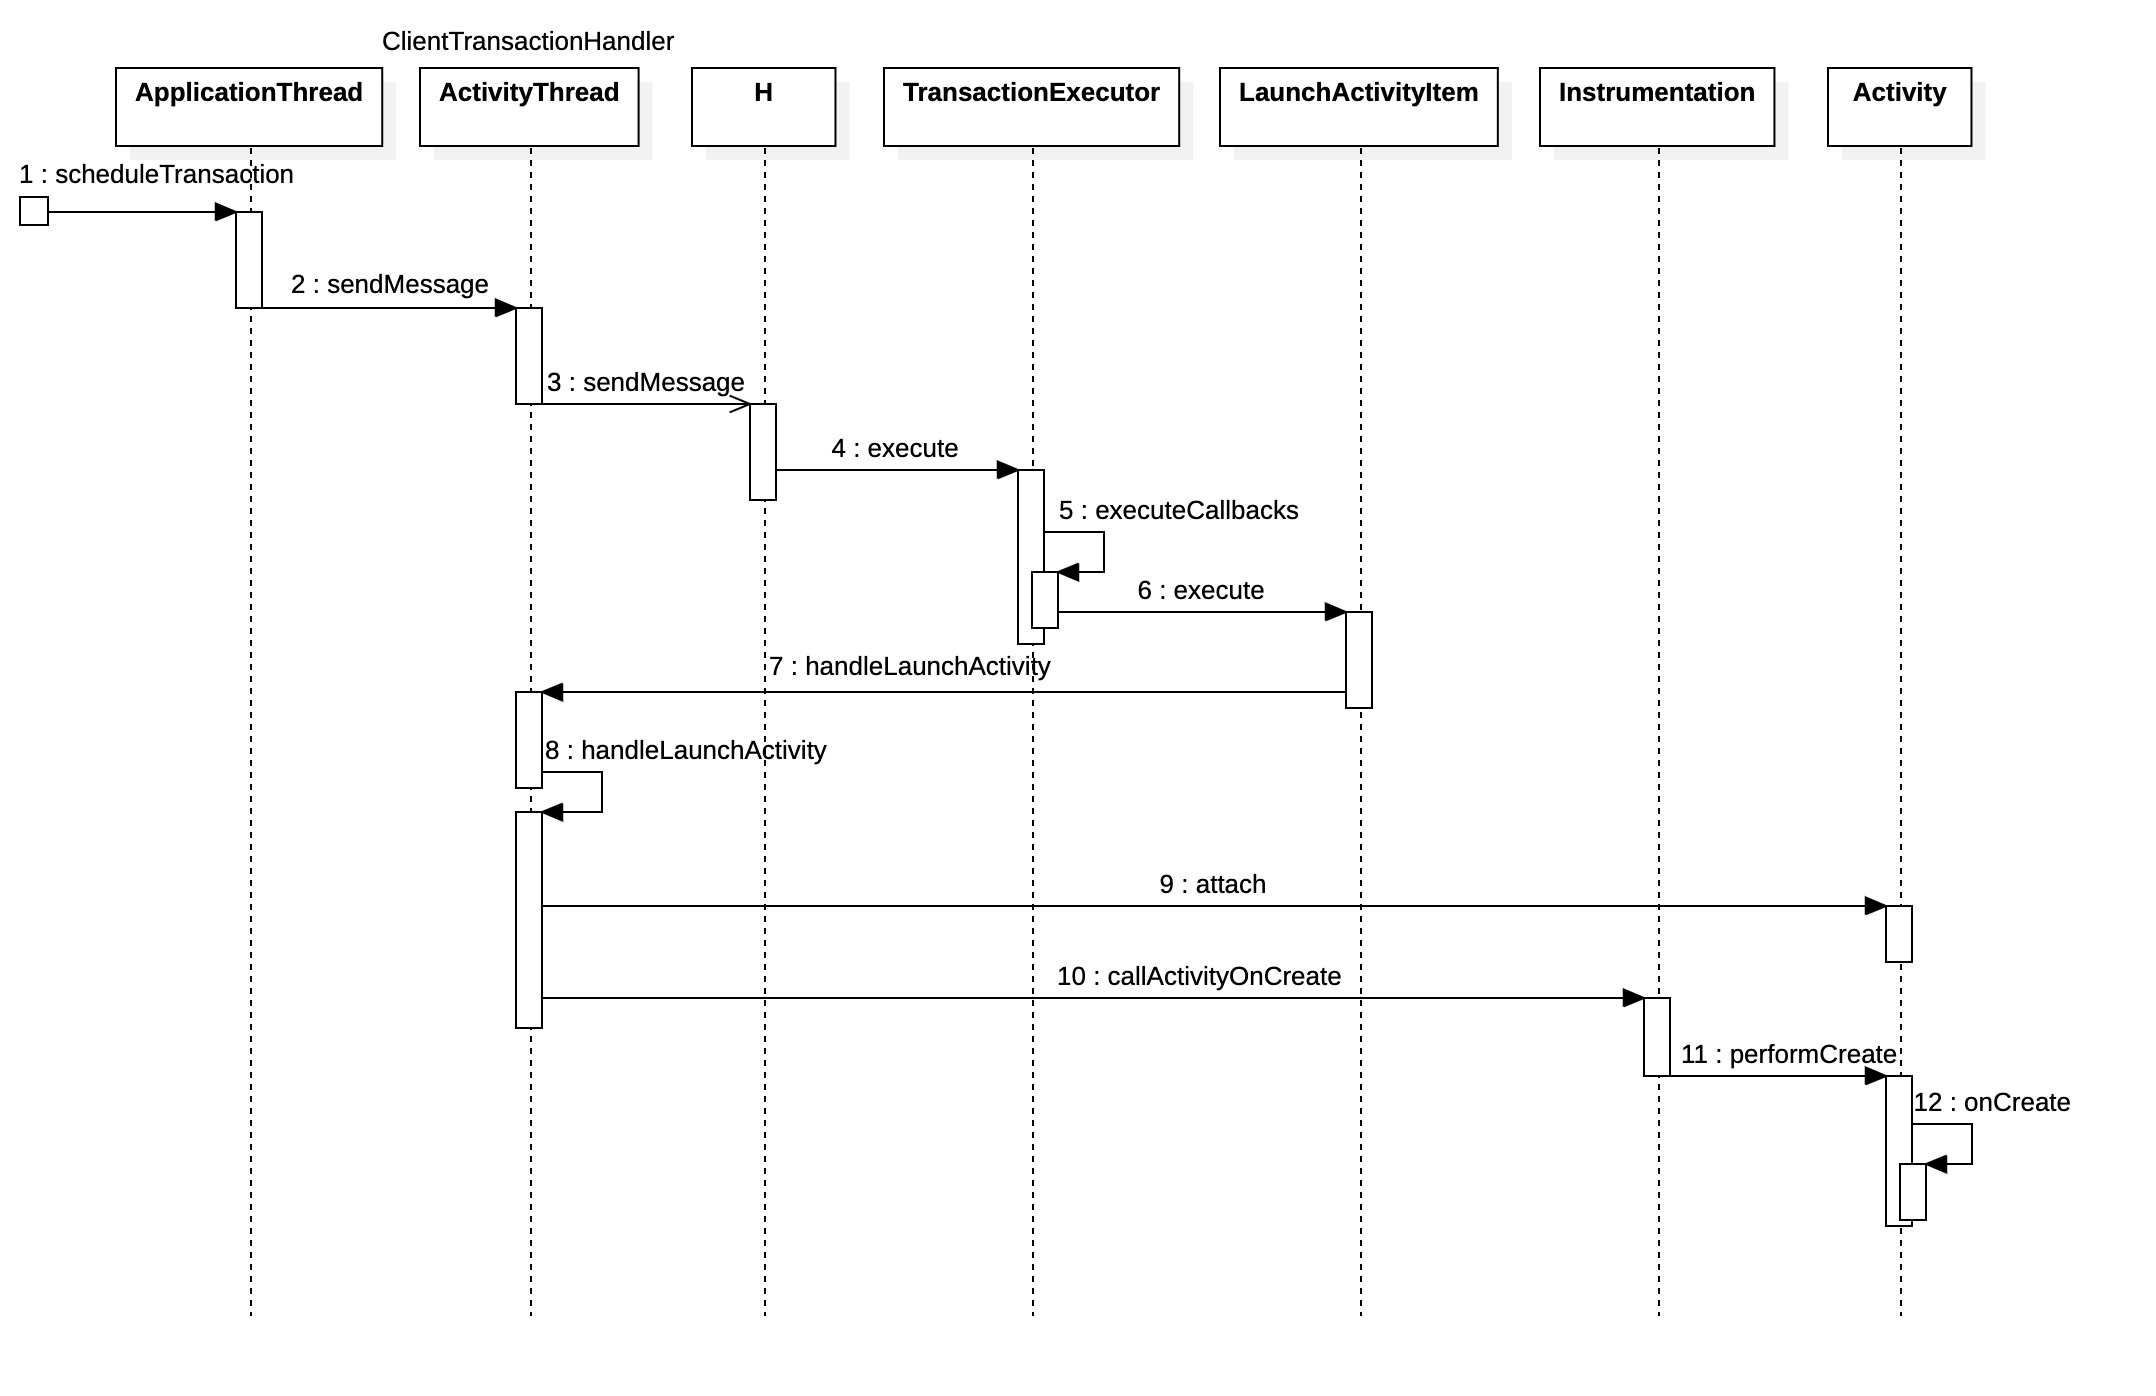 ClientTransactionHandler
ApplicationThread
ActivityThread
H
TransactionExecutor
LaunchActivityItem
Instrumentation
Activity
1 : scheduleTransaction
2 : sendMessage
3 : sendMessage
4 : execute
5 : executeCallbacks
6 : execute
7 : handleLaunchActivity
8 : handleLaunchActivity
9 : attach
10 : callActivityOnCreate
11 : performCreate
12 : onCreate